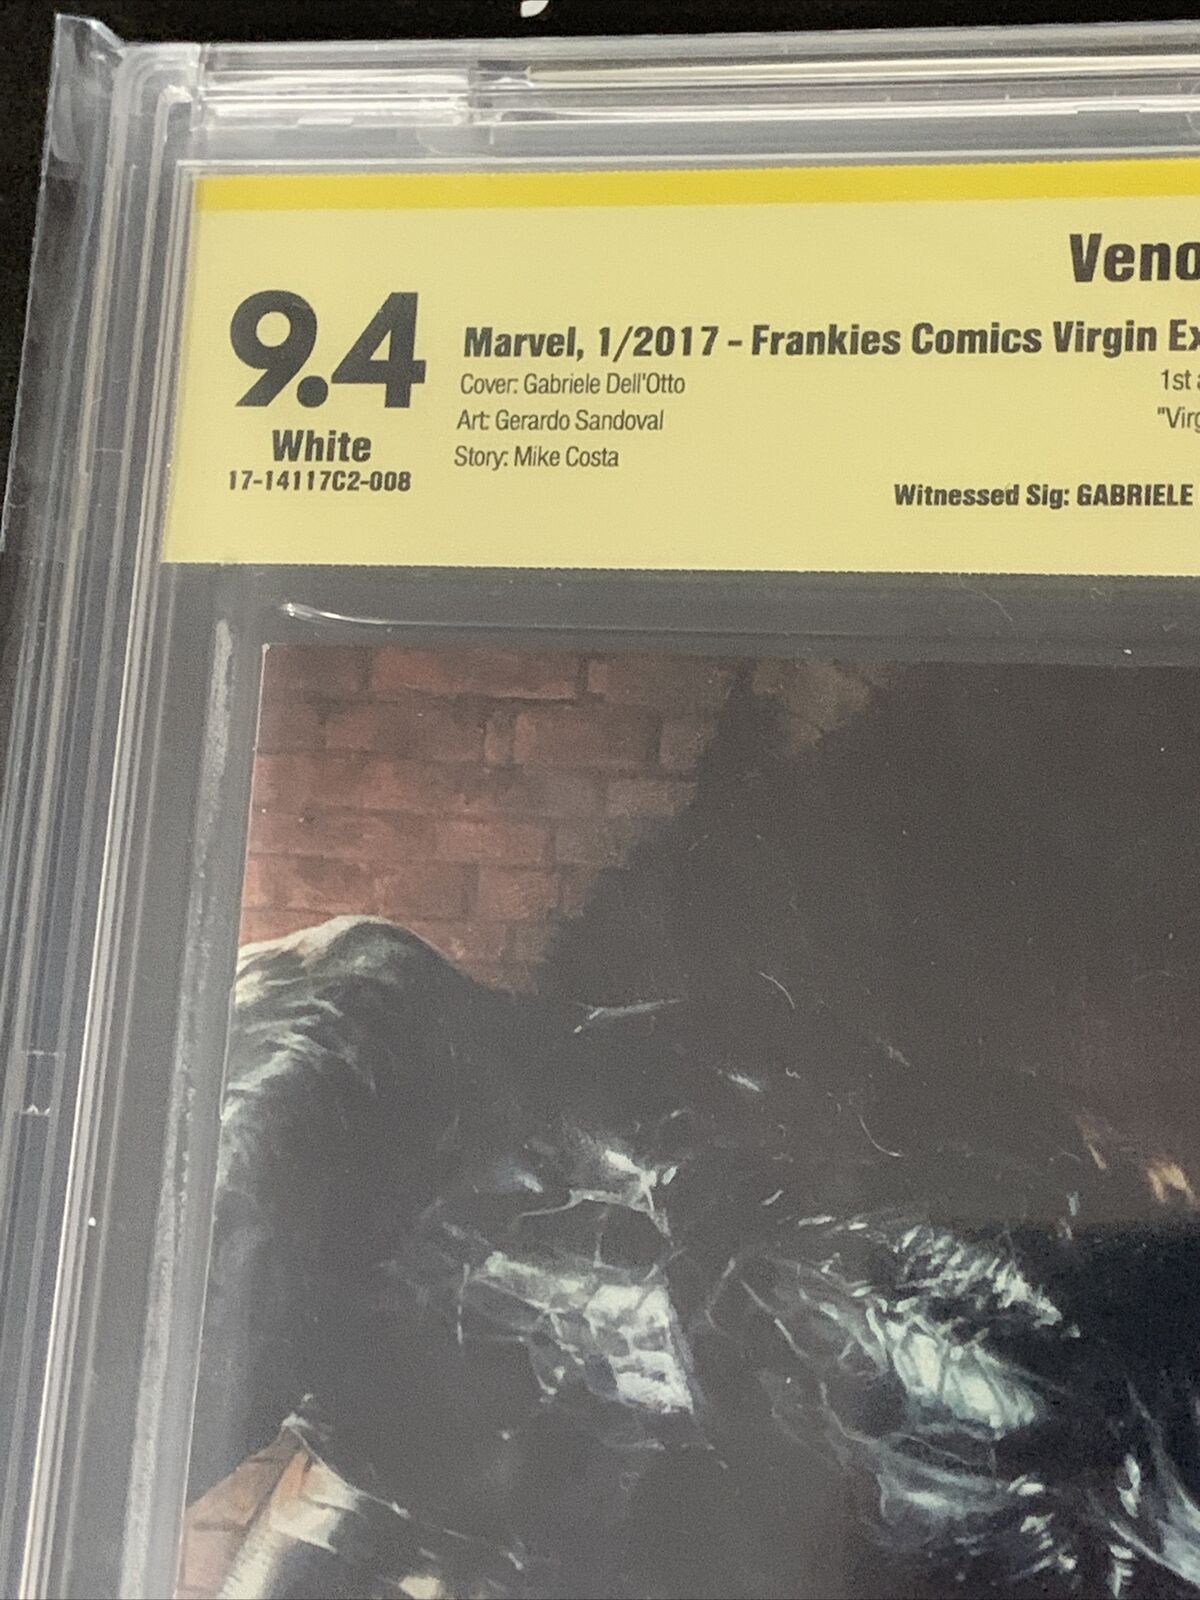 Veno
9.4
Marvel, 1/2017 - Frankies Comics Virgin Ex
Cover: Gabriele Dell'Otto
1st a
Art: Gerardo Sandoval
"Virg
White
Story: Mike Costa
17-14117C2-008
Witnessed Sig: GABRIELE